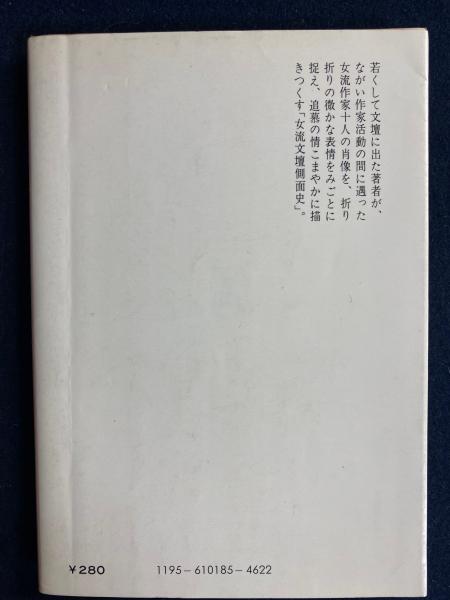 若くして文壇に出た著者が、
ながい作家活動の間に遇った
女流作家十人の肖像を、折り
折りの微かな表情をみごとに
捉え、追慕の情こまやかに描
きつくす「女流文壇側面史」。
¥280
1195-610185-4622